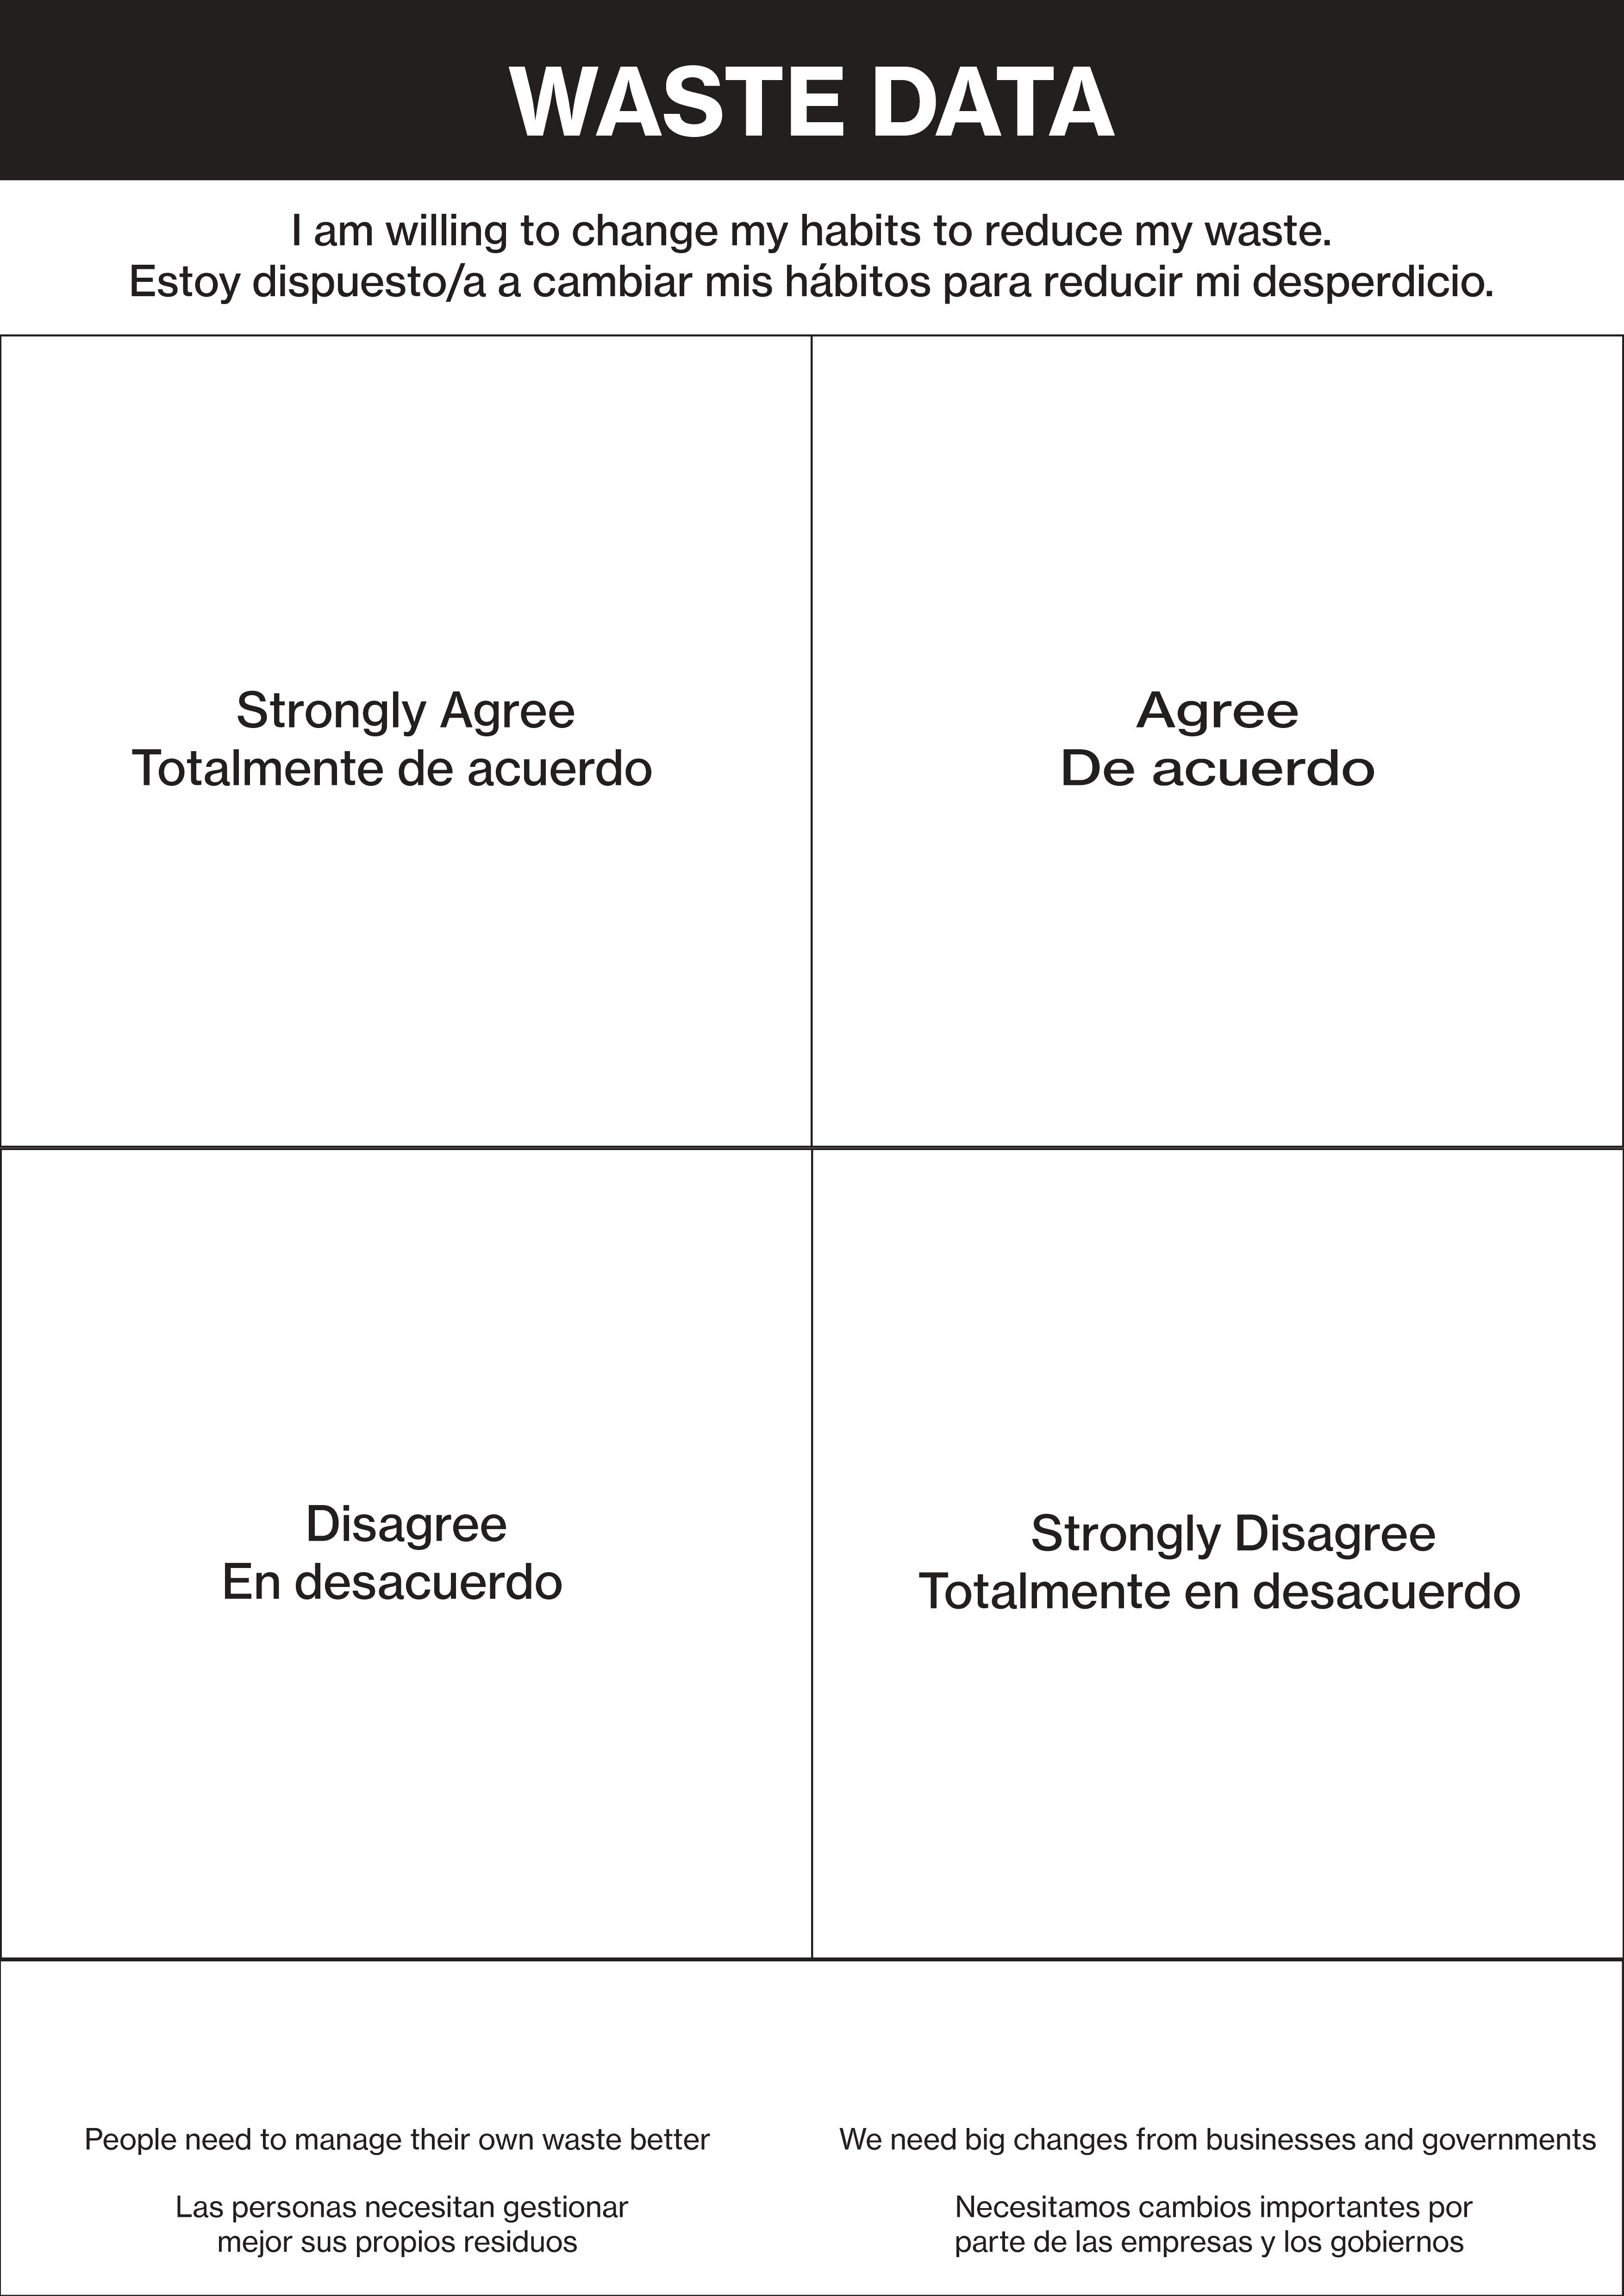 WASTE DATA
I am willing to change my habits to reduce my waste.
Estoy dispuesto/a a cambiar mis hábitos para reducir mi desperdicio.
Strongly Agree
Totalmente de acuerdo
Agree
De acuerdo
Disagree
En desacuerdo
Strongly Disagree
Totalmente en desacuerdo
People need to manage their own waste better
Las personas necesitan gestionar
mejor sus propios residuos
We need big changes from businesses and governments
Necesitamos cambios importantes por
parte de las empresas y los gobiernos